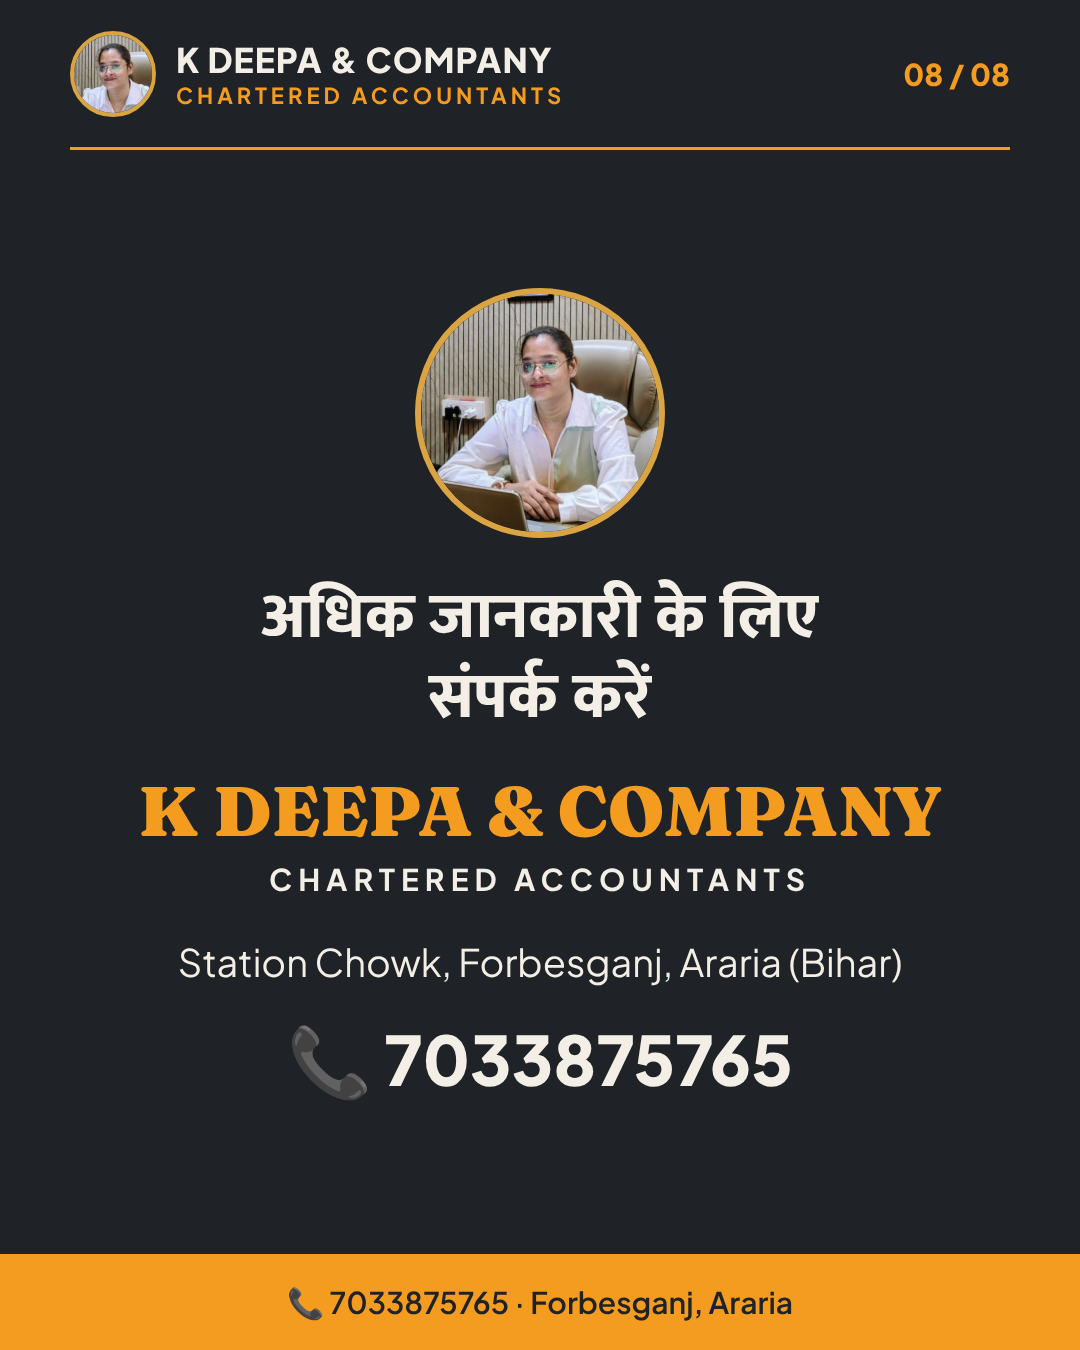 K DEEPA & COMPANY
CHARTERED ACCOUNTANTS
08 / 08
अधिक जानकारी के लिए
संपर्क करें
K DEEPA & COMPANY
CHARTERED ACCOUNTANTS
Station Chowk, Forbesganj, Araria (Bihar)
📞 7033875765
📞 7033875765 · Forbesganj, Araria